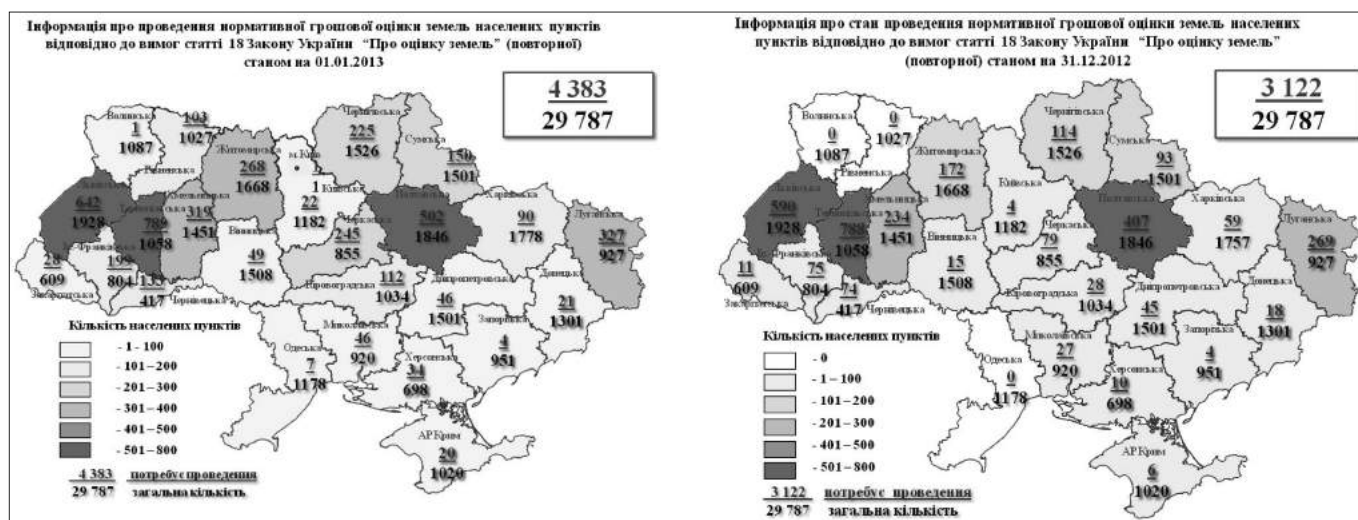 Інформація про проведення нормативної грошової оцінки земель населених пунктів
відповідно до вимог статті 18 Закону України “Про оцінку земель” (повторної)
станом на 01.01.2013
4 383
29 787
Волинська
1
1087
103
1027
Рівненська
Житомирська
268
1668
м. Київ
1
Київська
22
1182
Чернігівська
225
1526
Сумська
150
1501
Львівська
642
1928
Тернопільська
789
1058
Хмельницька
319
1451
Вінницька
49
1508
Черкаська
245
855
Полтавська
502
1846
Харківська
90
1778
Луганська
327
927
Ів-Франківська
199
804
28
609
Закарпатська
133
417
Чернівецька
Кіровоградська
112
1034
Дніпропетровська
46
1501
Донецька
21
1301
Запорізька
4
951
Миколаївська
46
920
Одеська
7
1178
Херсонська
34
698
АР Крим
20
1020
Кількість населених пунктів
- 1 – 100
- 101 – 200
- 201 – 300
- 301 – 400
- 401 – 500
- 501 – 800
4 383 потребує проведення
29 787 загальна кількість
Інформація про стан проведення нормативної грошової оцінки земель населених
пунктів відповідно до вимог статті 18 Закону України “Про оцінку земель”
(повторної) станом на 31.12.2012
3 122
29 787
Волинська
0
1087
0
1027
Рівненська
Житомирська
172
1668
Київська
4
1182
Чернігівська
114
1526
Сумська
93
1501
Львівська
590
1928
Тернопільська
788
1058
Хмельницька
234
1451
Вінницька
15
1508
Черкаська
79
855
Полтавська
407
1846
Харківська
59
1757
Луганська
269
927
Ів-Франківська
75
804
11
609
Закарпатська
74
417
Чернівецька
Кіровоградська
28
1034
Дніпропетровська
45
1501
Донецька
18
1301
Запорізька
4
951
Миколаївська
27
920
Одеська
0
1178
Херсонська
10
698
АР Крим
6
1020
Кількість населених пунктів
- 0
- 1 – 100
- 101 – 200
- 201 – 300
- 401 – 500
- 501 – 800
3 122 потребує проведення
29 787 загальна кількість